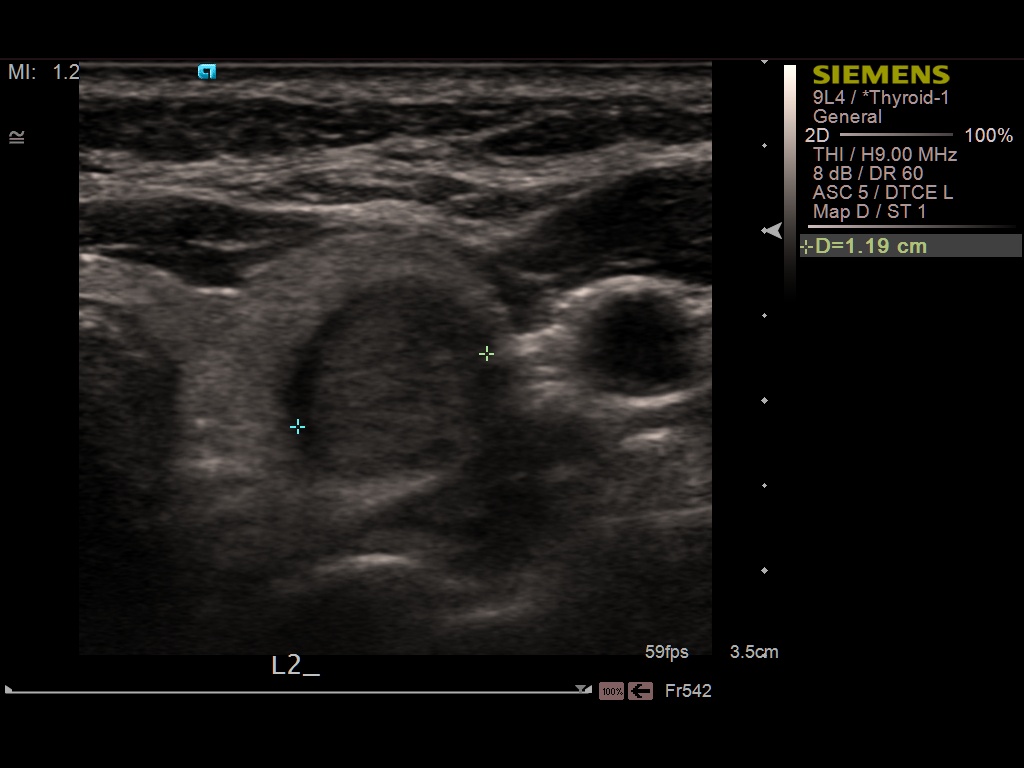 MI: 1.2
SIEMENS
9L4 / *Thyroid-1
General
2D 100%
THI / H9.00 MHz
8 dB / DR 60
ASC 5 / DTCE L
Map D / ST 1
D=1.19 cm
59fps 3.5cm
L2_
100% Fr542